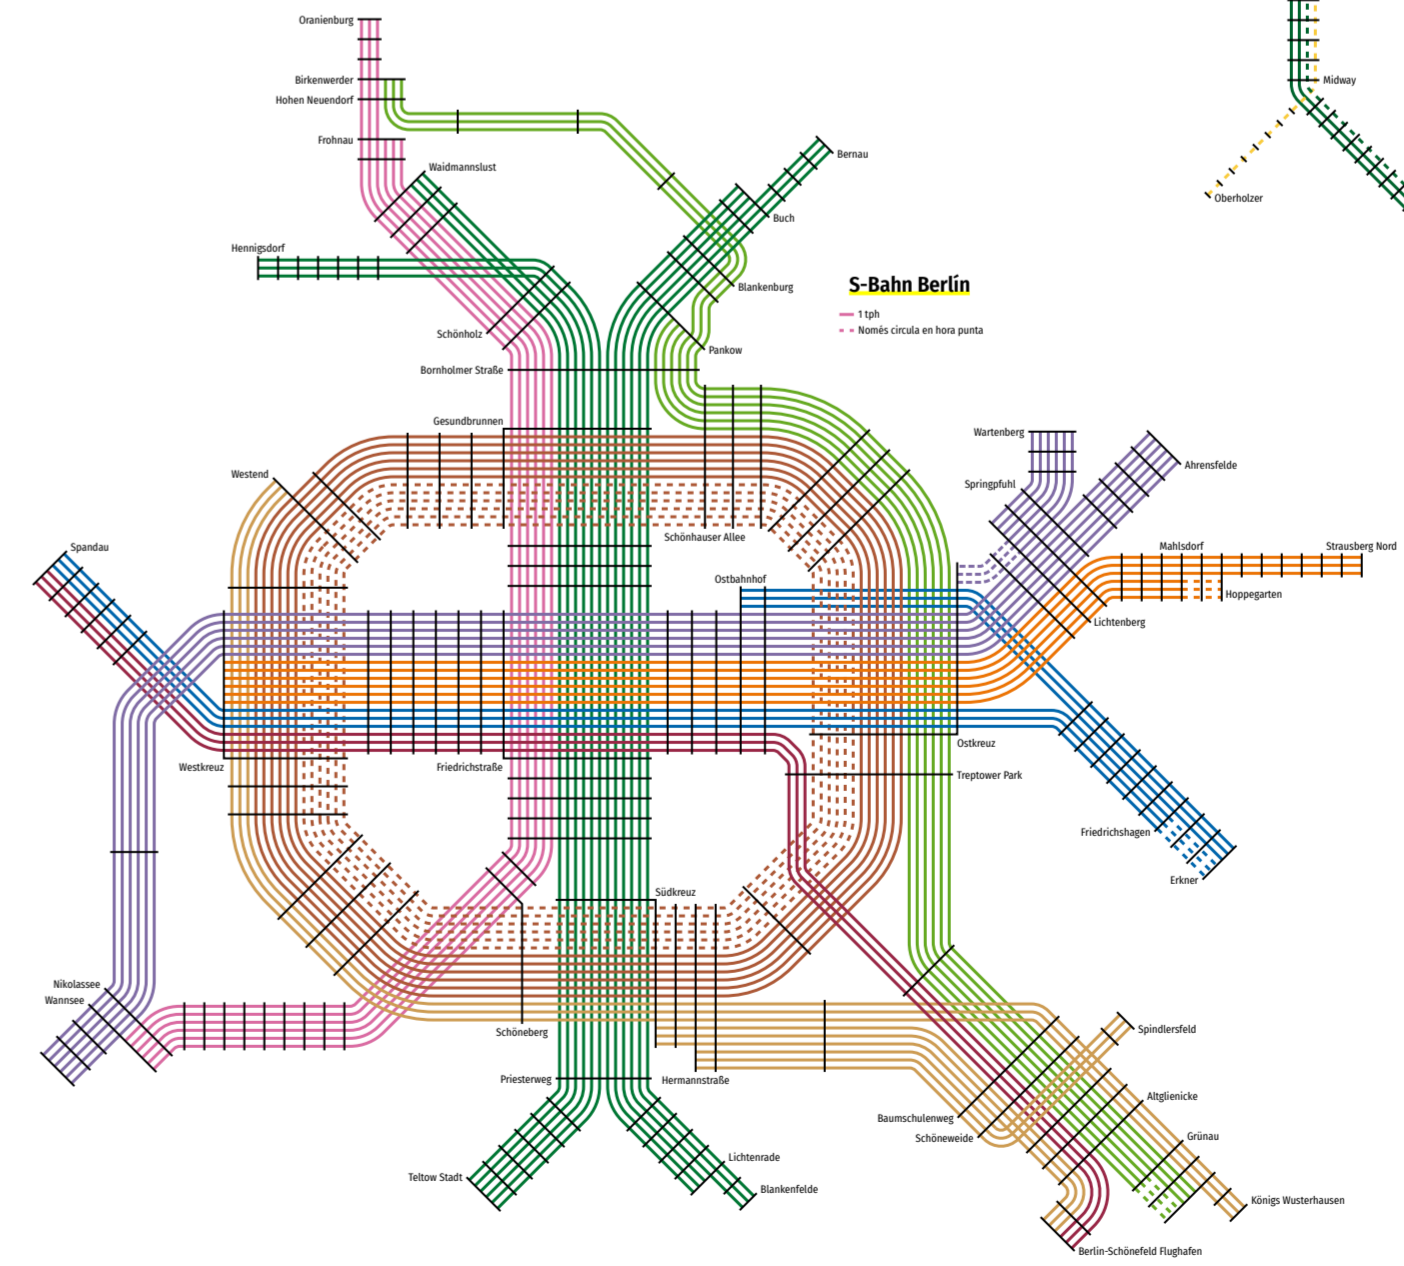 Oranienburg
Birkenwerder
Midway
Hohen Neuendorf
Frohnau
Bernau
Waidmannslust
Oberholzer
Buch
Hennigsdorf
Blankenburg
S-Bahn Berlín
1 tph
Només circula en hora punta
Schönholz
Pankow
Bornholmer Straße
Gesundbrunnen
Wartenberg
Ahrensfelde
Westend
Springpfuhl
Schönhauser Allee
Mahlsdorf
Strausberg Nord
Spandau
Ostbahnhof
Hoppegarten
Lichtenberg
Ostkreuz
Westkreuz
Friedrichstraße
Treptower Park
Friedrichshagen
Erkner
Südkreuz
Nikolassee
Wannsee
Schöneberg
Spindlersfeld
Priesterweg
Hermannstraße
Altglienicke
Baumschulenweg
Schöneweide
Grünau
Lichtenrade
Teltow Stadt
Blankenfelde
Königs Wusterhausen
Berlin-Schönefeld Flughafen